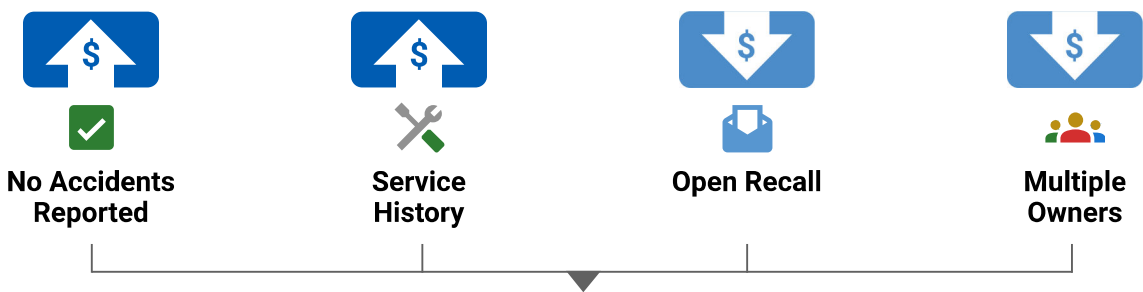 $
$
$
$
No Accidents
Reported
Service
History
Open Recall
Multiple
Owners